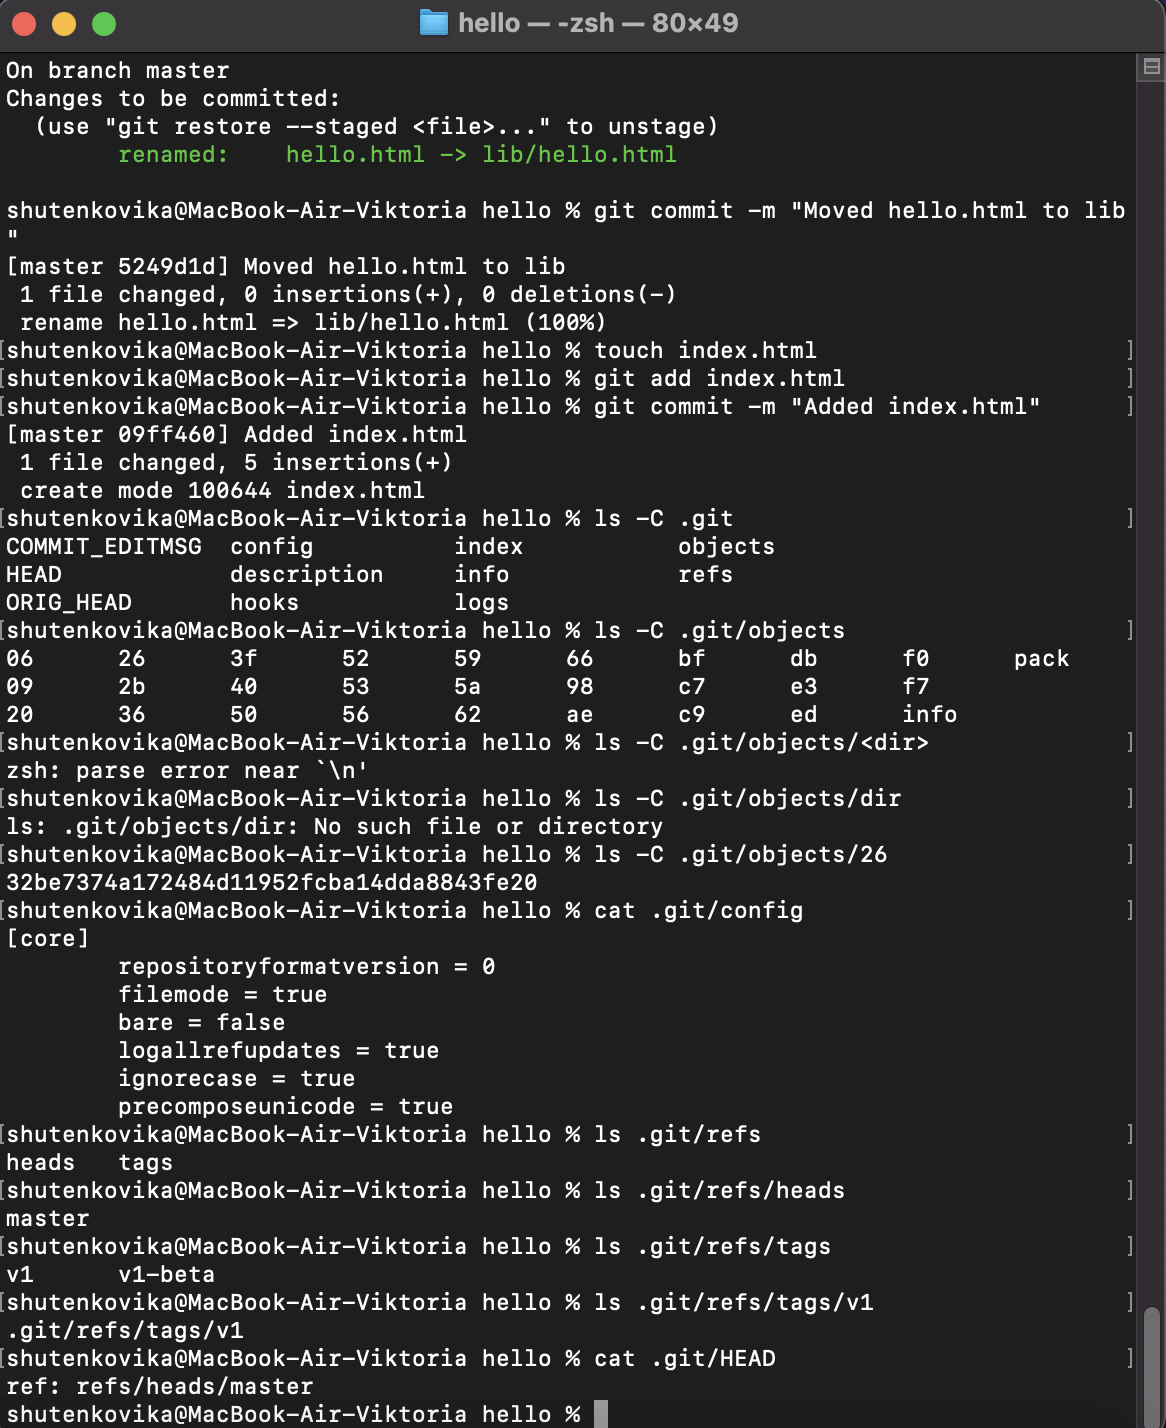 hello — -zsh — 80×49
On branch master
Changes to be committed:
  (use "git restore --staged <file>..." to unstage)
        renamed:    hello.html -> lib/hello.html

shutenkovika@MacBook-Air-Viktoria hello % git commit -m "Moved hello.html to lib
"
[master 5249d1d] Moved hello.html to lib
 1 file changed, 0 insertions(+), 0 deletions(-)
 rename hello.html => lib/hello.html (100%)
[shutenkovika@MacBook-Air-Viktoria hello % touch index.html                      ]
[shutenkovika@MacBook-Air-Viktoria hello % git add index.html                    ]
[shutenkovika@MacBook-Air-Viktoria hello % git commit -m "Added index.html"      ]
[master 09ff460] Added index.html
 1 file changed, 5 insertions(+)
 create mode 100644 index.html
[shutenkovika@MacBook-Air-Viktoria hello % ls -C .git                            ]
COMMIT_EDITMSG  config          index           objects
HEAD            description     info            refs
ORIG_HEAD       hooks           logs
[shutenkovika@MacBook-Air-Viktoria hello % ls -C .git/objects                    ]
06      26      3f      52      59      66      bf      db      f0      pack
09      2b      40      53      5a      98      c7      e3      f7
20      36      50      56      62      ae      c9      ed      info
[shutenkovika@MacBook-Air-Viktoria hello % ls -C .git/objects/<dir>              ]
zsh: parse error near `\n'
[shutenkovika@MacBook-Air-Viktoria hello % ls -C .git/objects/dir                ]
ls: .git/objects/dir: No such file or directory
[shutenkovika@MacBook-Air-Viktoria hello % ls -C .git/objects/26                 ]
32be7374a172484d11952fcba14dda8843fe20
[shutenkovika@MacBook-Air-Viktoria hello % cat .git/config                       ]
[core]
        repositoryformatversion = 0
        filemode = true
        bare = false
        logallrefupdates = true
        ignorecase = true
        precomposeunicode = true
[shutenkovika@MacBook-Air-Viktoria hello % ls .git/refs                          ]
heads   tags
[shutenkovika@MacBook-Air-Viktoria hello % ls .git/refs/heads                    ]
master
[shutenkovika@MacBook-Air-Viktoria hello % ls .git/refs/tags                     ]
v1      v1-beta
[shutenkovika@MacBook-Air-Viktoria hello % ls .git/refs/tags/v1                  ]
.git/refs/tags/v1
[shutenkovika@MacBook-Air-Viktoria hello % cat .git/HEAD                         ]
ref: refs/heads/master
shutenkovika@MacBook-Air-Viktoria hello %